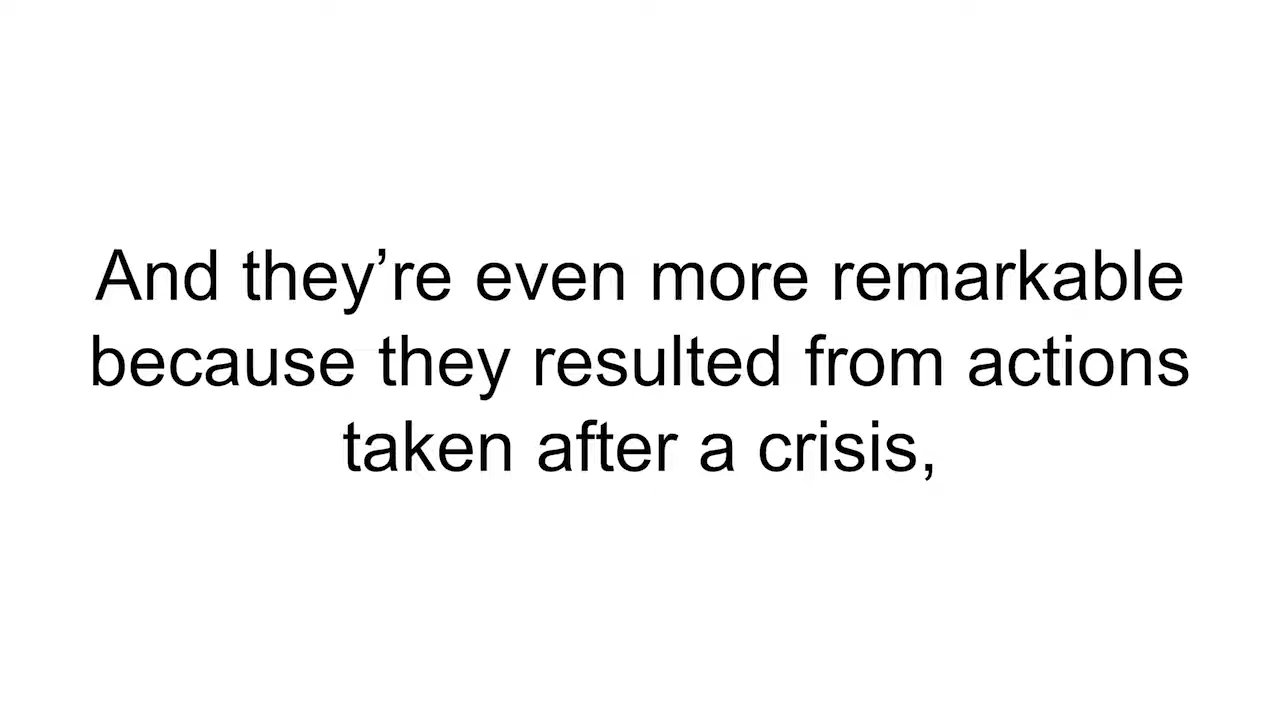 And they’re even more remarkable
because they resulted from actions
taken after a crisis,